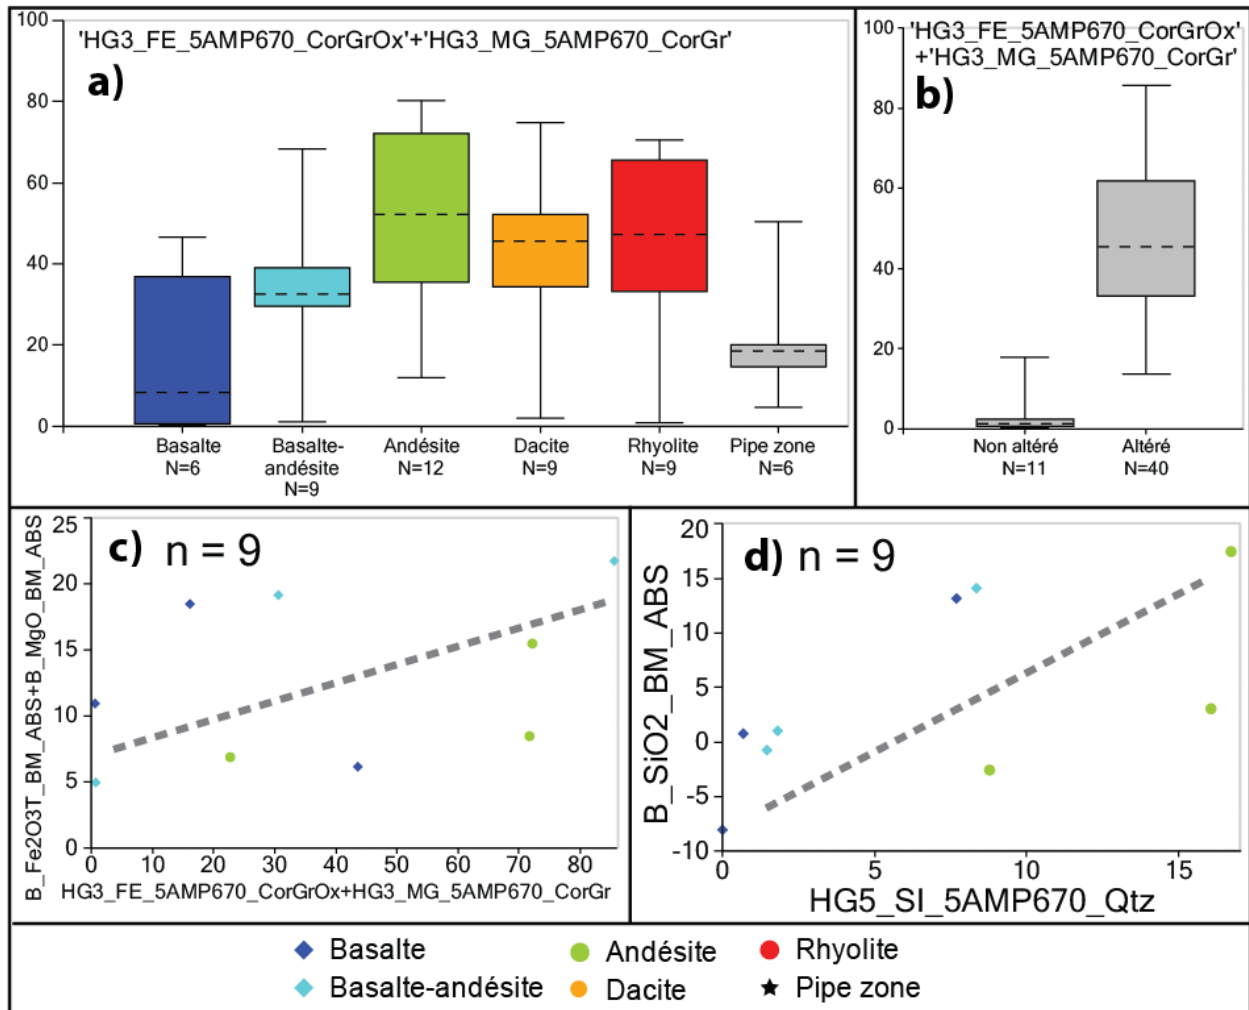 'HG3_FE_5AMP670_CorGrOx'+'HG3_MG_5AMP670_CorGr'
a)
100
80
60
40
20
0
Basalte
N=6
Basalte-
andésite
N=9
Andésite
N=12
Dacite
N=9
Rhyolite
N=9
Pipe zone
N=6
'HG3_FE_5AMP670_CorGrOx'
+'HG3_MG_5AMP670_CorGr'
b)
100
80
60
40
20
0
Non altéré
N=11
Altéré
N=40
c) n = 9
B_Fe2O3T_BM_ABS+B_MgO_BM_ABS
25
20
15
10
5
0
0 10 20 30 40 50 60 70 80
HG3_FE_5AMP670_CorGrOx+HG3_MG_5AMP670_CorGr
d) n = 9
B_SiO2_BM_ABS
20
15
10
5
0
-5
-10
0 5 10 15
HG5_SI_5AMP670_Qtz
Basalte
Andésite
Rhyolite
Basalte-andésite
Dacite
Pipe zone